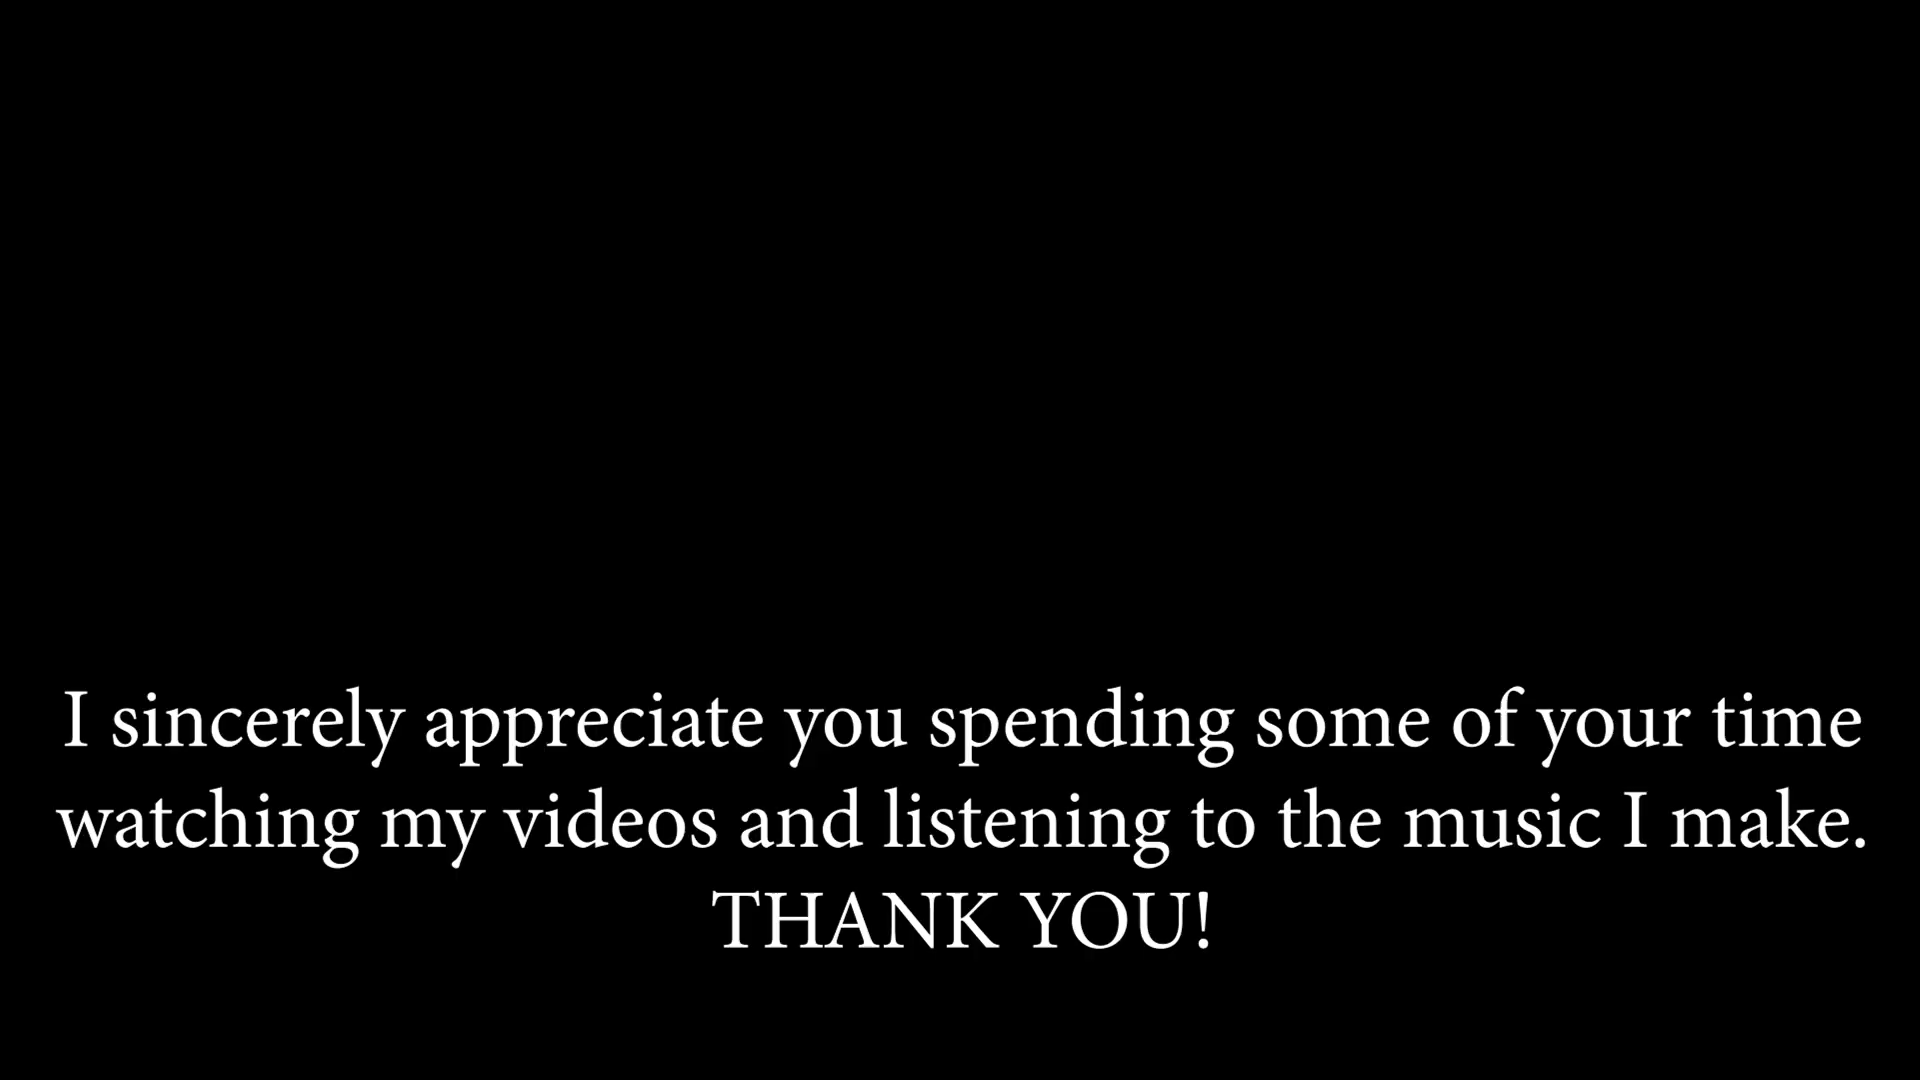 I sincerely appreciate you spending some of your time
watching my videos and listening to the music I make.
THANK YOU!